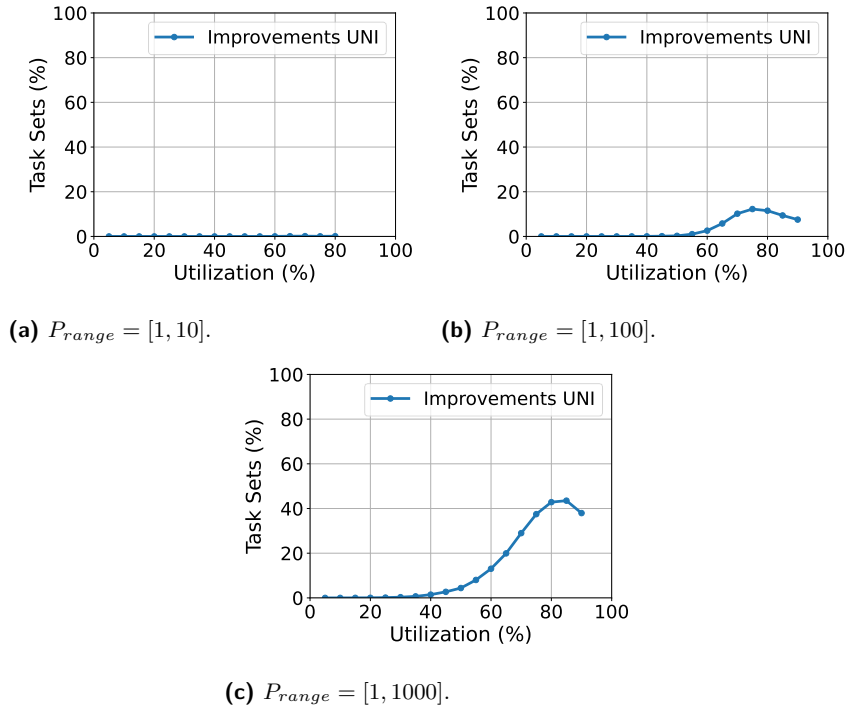 100
80
60
40
20
0
Task Sets (%)
Improvements UNI
0 20 40 60 80 100
Utilization (%)
(a) P_range = [1, 10].
100
80
60
40
20
0
Task Sets (%)
Improvements UNI
0 20 40 60 80 100
Utilization (%)
(b) P_range = [1, 100].
100
80
60
40
20
0
Task Sets (%)
Improvements UNI
0 20 40 60 80 100
Utilization (%)
(c) P_range = [1, 1000].